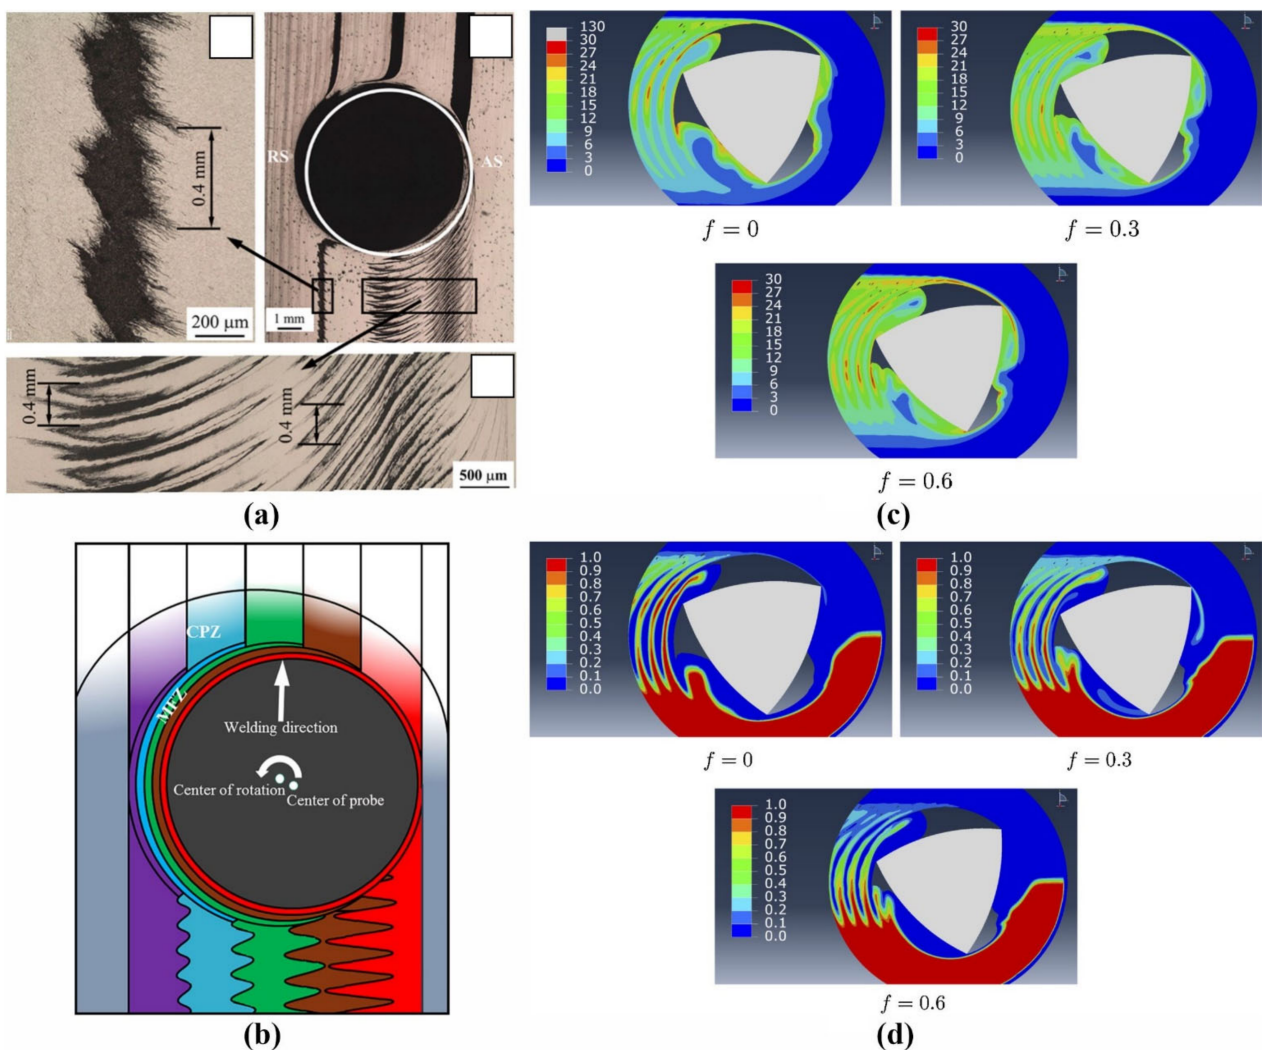 0.4 mm
200 μm
RS
AS
1 mm
0.4 mm
0.4 mm
500 μm
(a)
130
30
27
24
21
18
15
12
9
6
3
0
f = 0
30
27
24
21
18
15
12
9
6
3
0
f = 0.3
30
27
24
21
18
15
12
9
6
3
0
f = 0.6
(c)
CPZ
MFZ
Welding direction
Center of rotation
Center of probe
(b)
1.0
0.9
0.8
0.7
0.6
0.5
0.4
0.3
0.2
0.1
0.0
f = 0
1.0
0.9
0.8
0.7
0.6
0.5
0.4
0.3
0.2
0.1
0.0
f = 0.3
1.0
0.9
0.8
0.7
0.6
0.5
0.4
0.3
0.2
0.1
0.0
f = 0.6
(d)